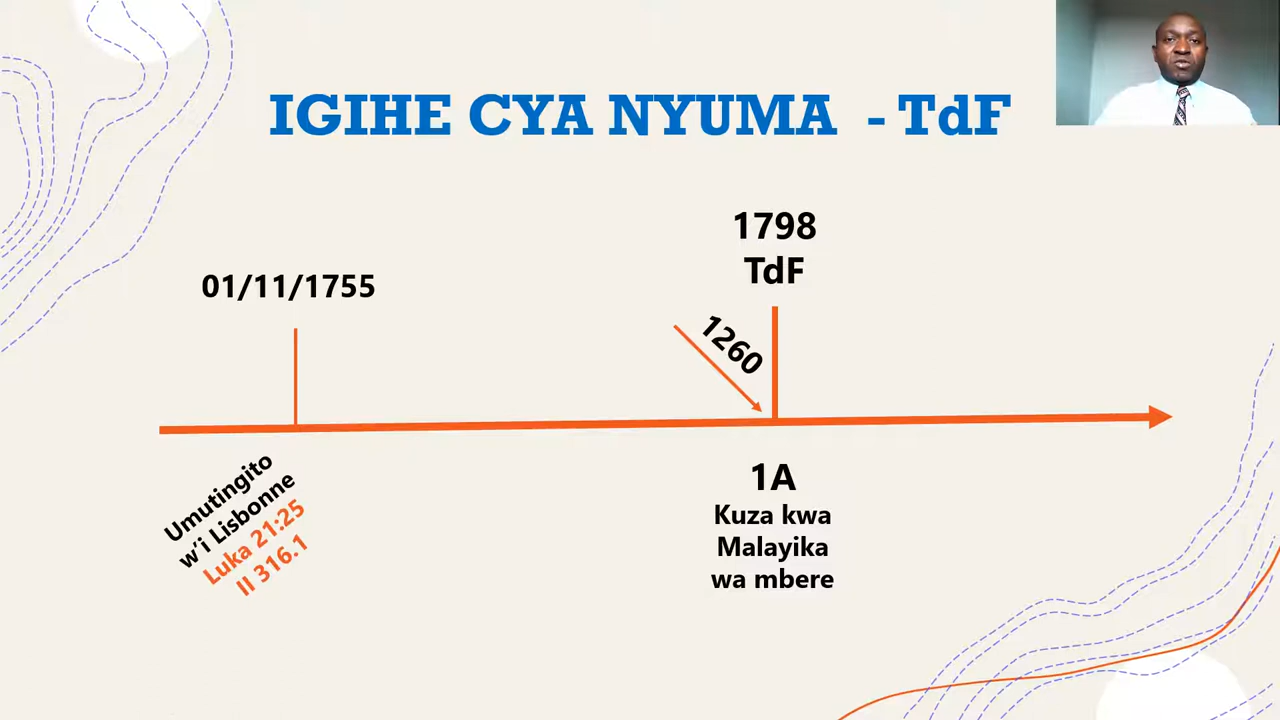 IGIHE CYA NYUMA - TdF
1798
TdF
01/11/1755
1260
Umutingito
w'i Lisbonne
Luka 21:25
II 316.1
1A
Kuza kwa
Malayika
wa mbere